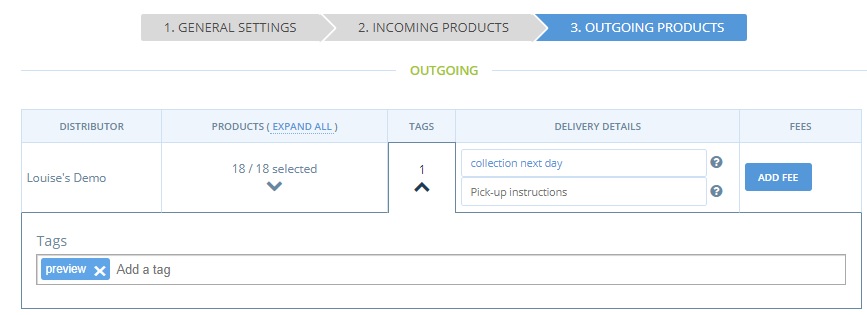 1. GENERAL SETTINGS 2. INCOMING PRODUCTS 3. OUTGOING PRODUCTS
OUTGOING
DISTRIBUTOR PRODUCTS ( EXPAND ALL ) TAGS DELIVERY DETAILS FEES
Louise's Demo 18 / 18 selected 1 collection next day ? ADD FEE
Pick-up instructions ?
Tags
preview × Add a tag